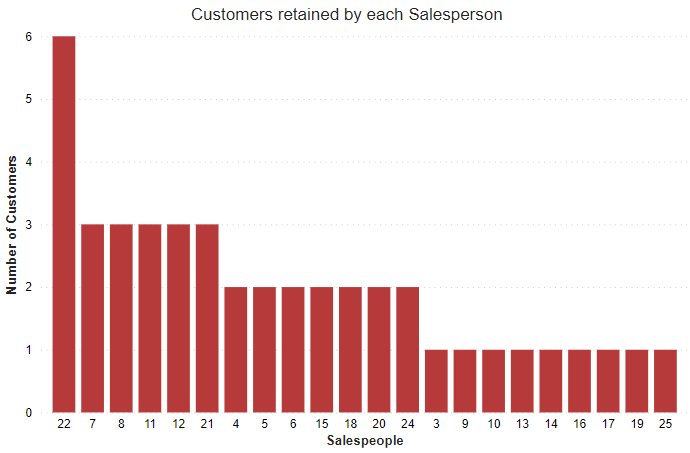 Customers retained by each Salesperson
6
5
4
3
2
1
0
Number of Customers
22 7 8 11 12 21 4 5 6 15 18 20 24 3 9 10 13 14 16 17 19 25
Salespeople